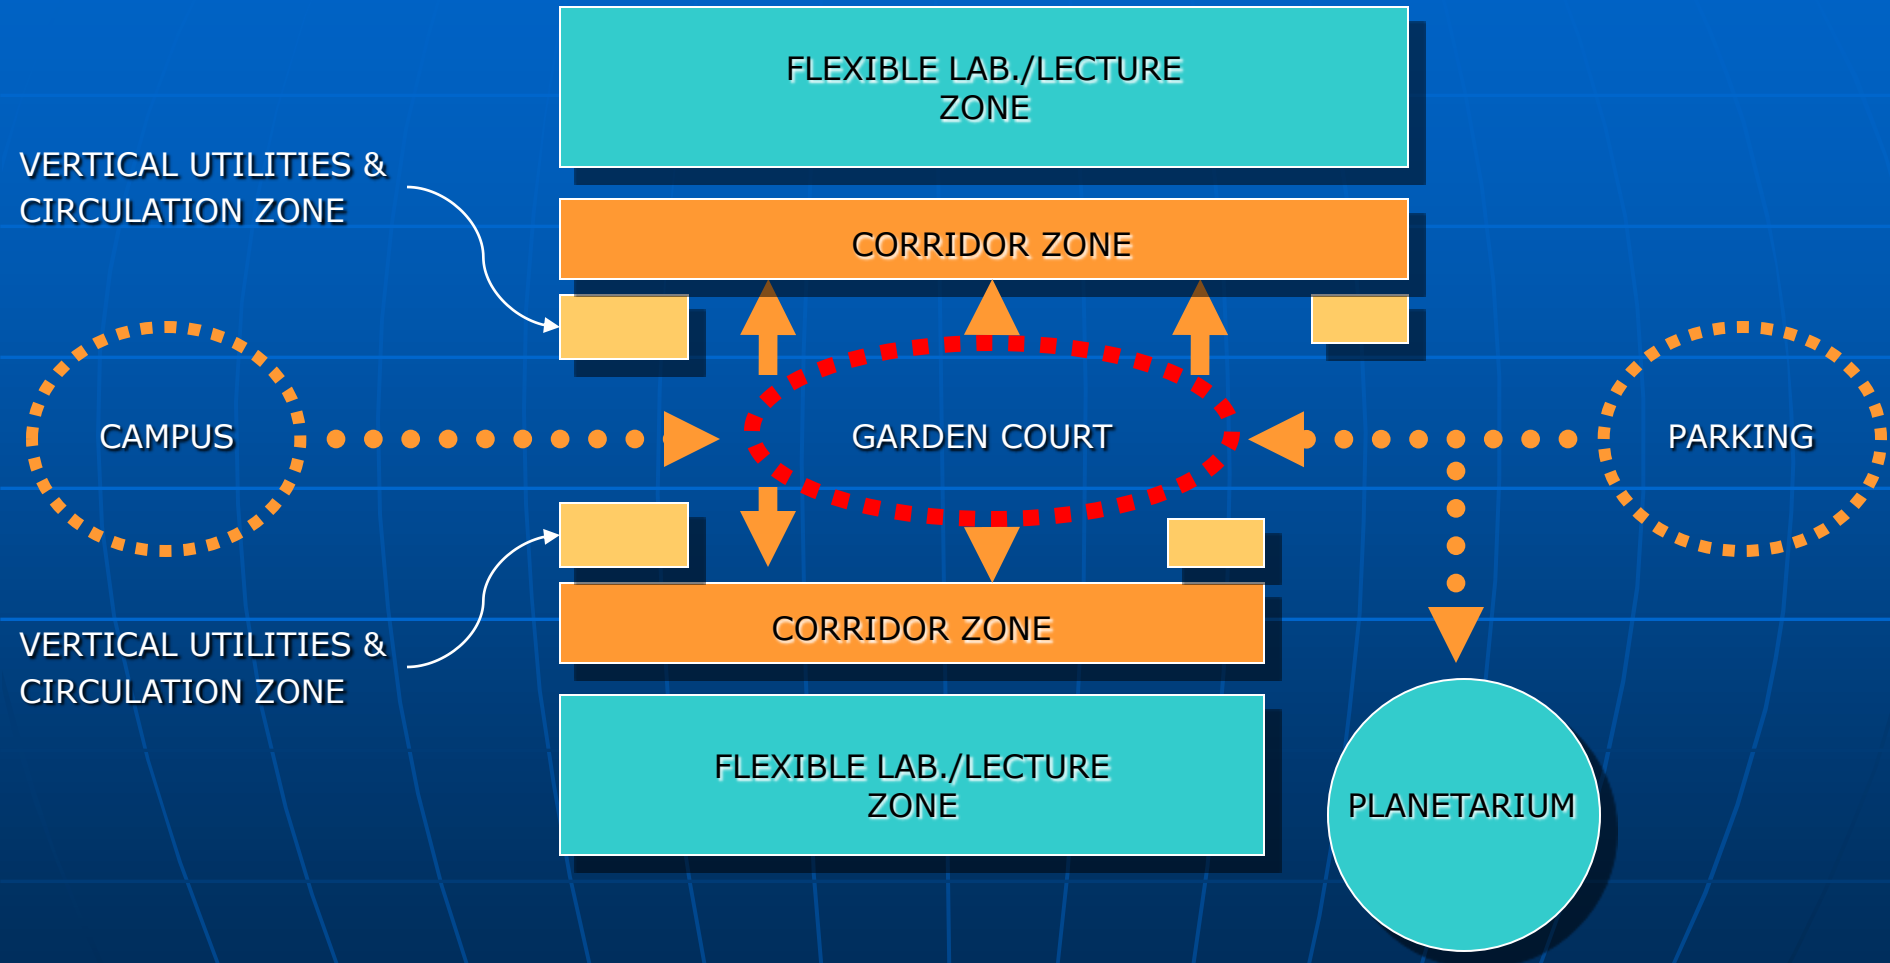 FLEXIBLE LAB./LECTURE
ZONE
VERTICAL UTILITIES &
CIRCULATION ZONE
CORRIDOR ZONE
CAMPUS
GARDEN COURT
PARKING
CORRIDOR ZONE
VERTICAL UTILITIES &
CIRCULATION ZONE
FLEXIBLE LAB./LECTURE
ZONE
PLANETARIUM